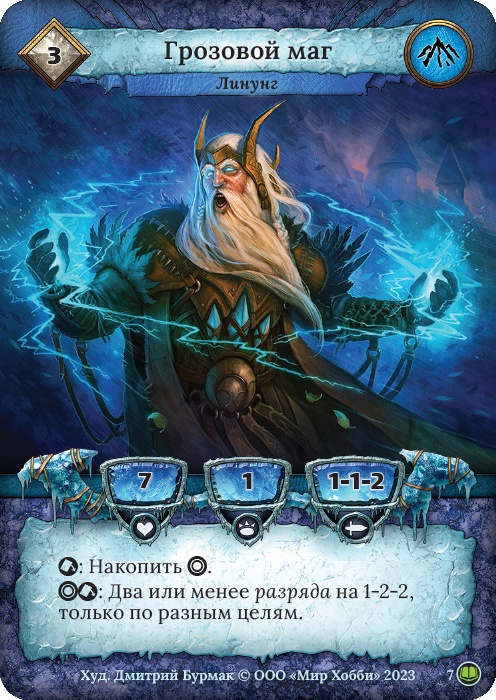 3
Грозовой маг
Линунг
7
1
1-1-2
: Накопить .
: Два или менее разряда на 1-2-2,
только по разным целям.
Худ. Дмитрий Бурмак © ООО «Мир Хобби» 2023
7